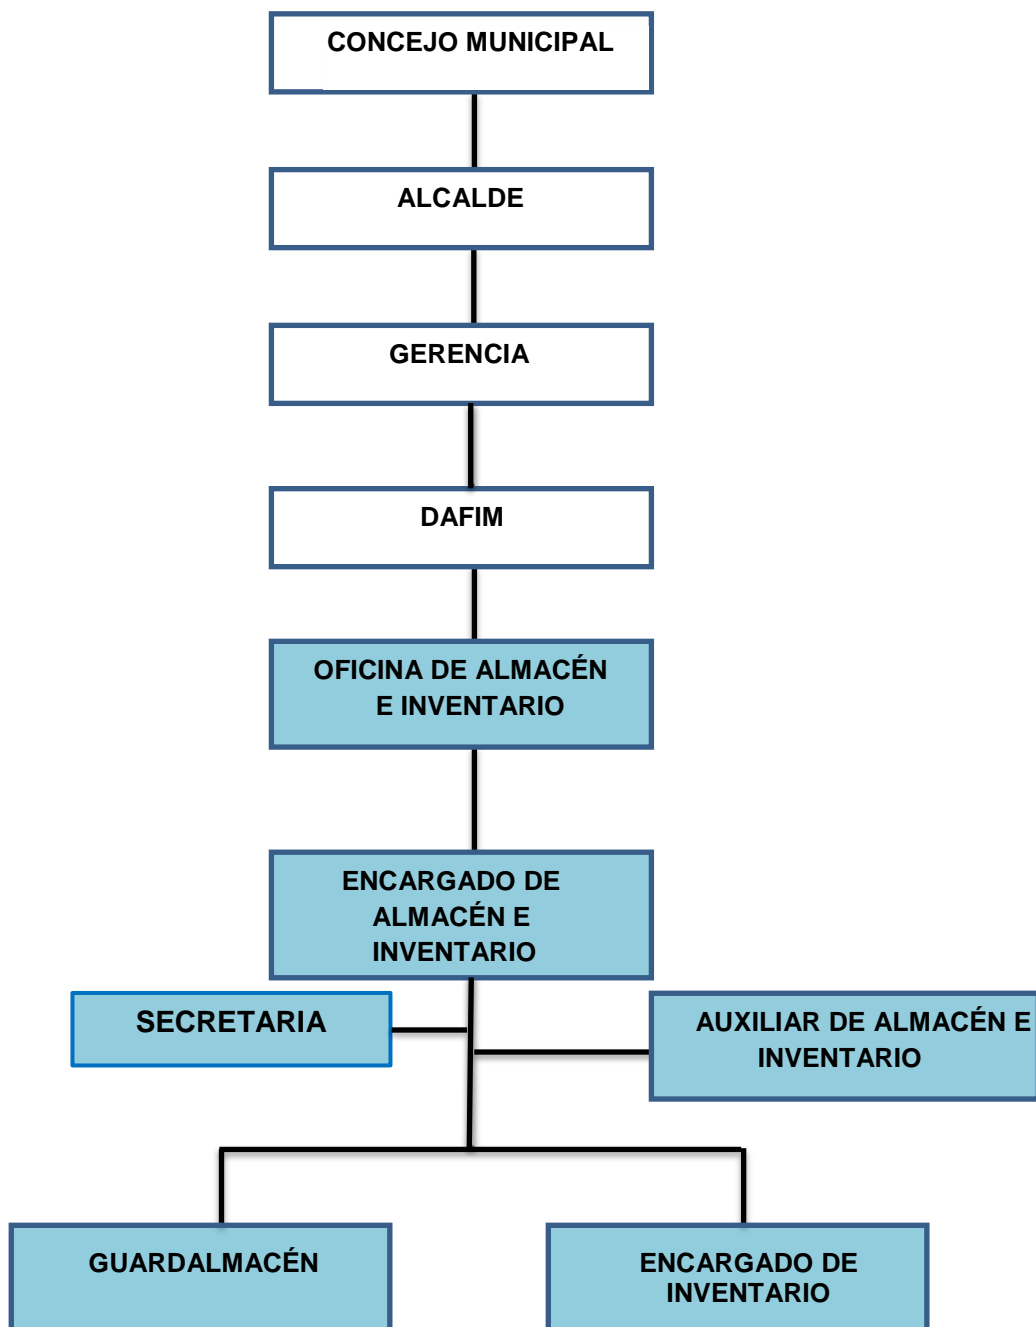 CONCEJO MUNICIPAL
ALCALDE
GERENCIA
DAFIM
OFICINA DE ALMACÉN
E INVENTARIO
ENCARGADO DE
ALMACÉN E
INVENTARIO
SECRETARIA
AUXILIAR DE ALMACÉN E
INVENTARIO
GUARDALMACÉN
ENCARGADO DE
INVENTARIO